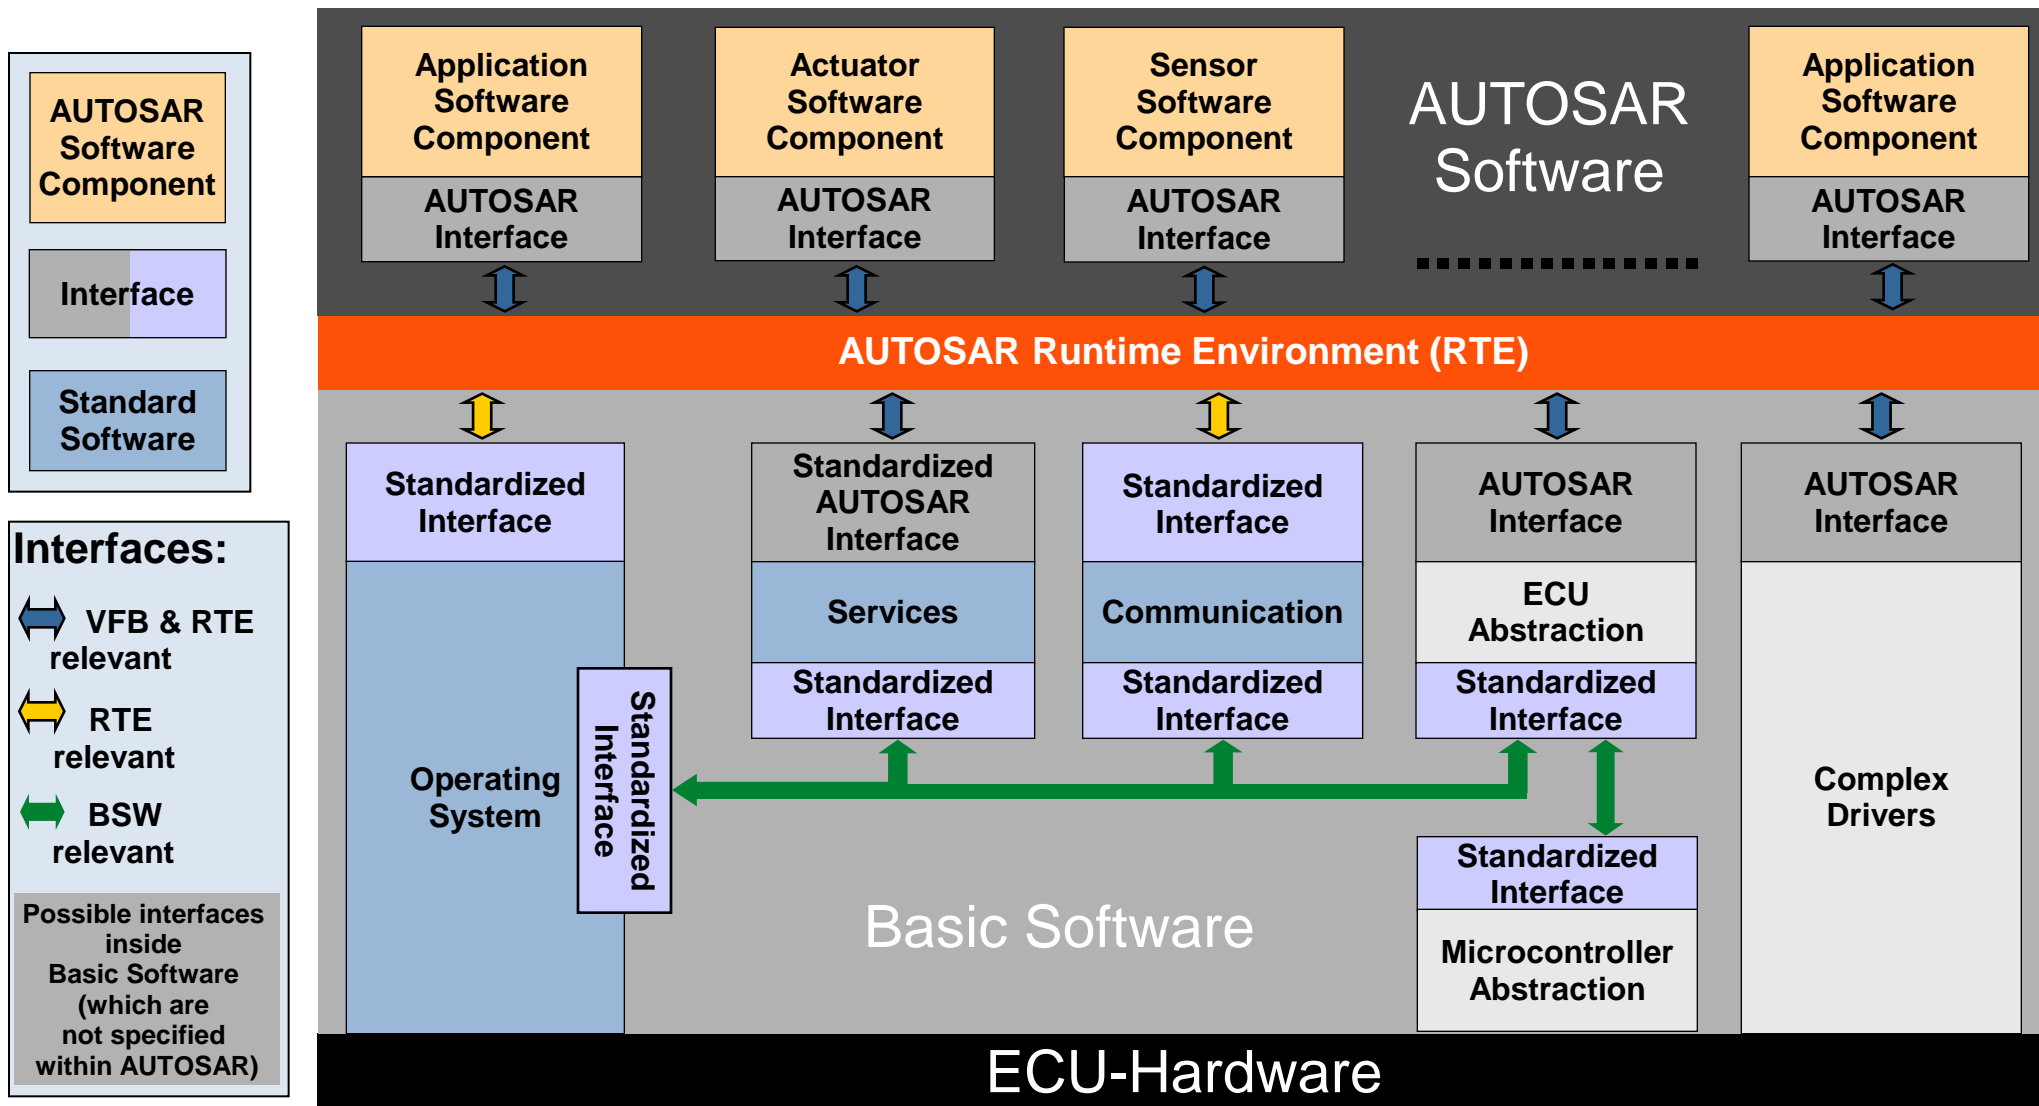 AUTOSAR
Software
Component
Interface
Standard
Software
Interfaces:
VFB & RTE
relevant
RTE
relevant
BSW
relevant
Possible interfaces
inside
Basic Software
(which are
not specified
within AUTOSAR)
Application
Software
Component
AUTOSAR
Interface
Actuator
Software
Component
AUTOSAR
Interface
Sensor
Software
Component
AUTOSAR
Interface
AUTOSAR
Software
Application
Software
Component
AUTOSAR
Interface
AUTOSAR Runtime Environment (RTE)
Standardized
Interface
Operating
System
Standardized
Interface
Standardized
AUTOSAR
Interface
Services
Standardized
Interface
Standardized
Interface
Communication
Standardized
Interface
AUTOSAR
Interface
ECU
Abstraction
Standardized
Interface
Standardized
Interface
Microcontroller
Abstraction
AUTOSAR
Interface
Complex
Drivers
Basic Software
ECU-Hardware